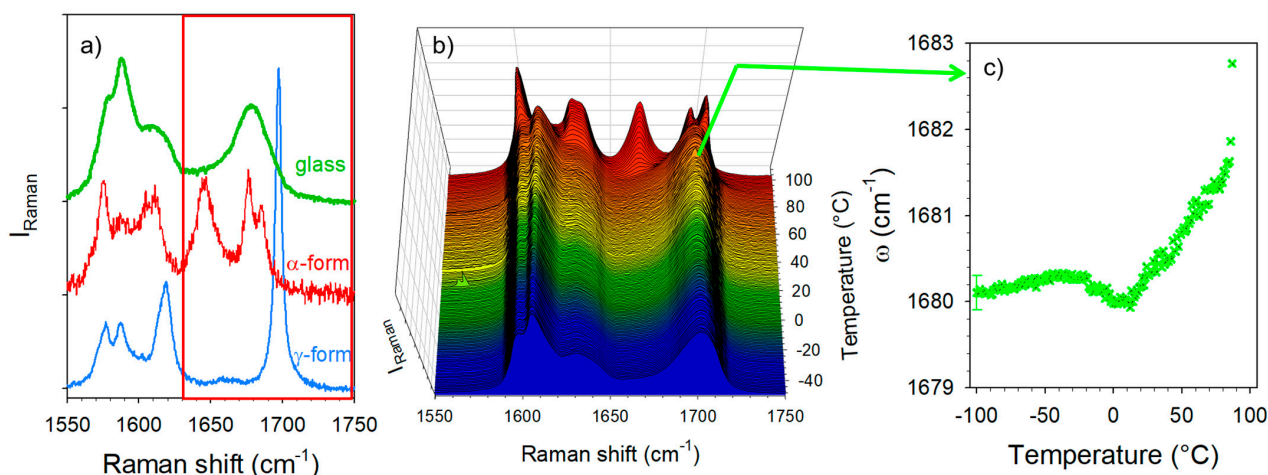 a)
glass
α-form
γ-form
I Raman
1550 1600 1650 1700 1750
Raman shift (cm-1)
b)
100
80
60
40
20
0
-20
-40
Temperature (°C)
I Raman
1550 1600 1650 1700 1750
Raman shift (cm-1)
c)
1683
1682
1681
1680
1679
ω (cm-1)
-100 -50 0 50 100
Temperature (°C)